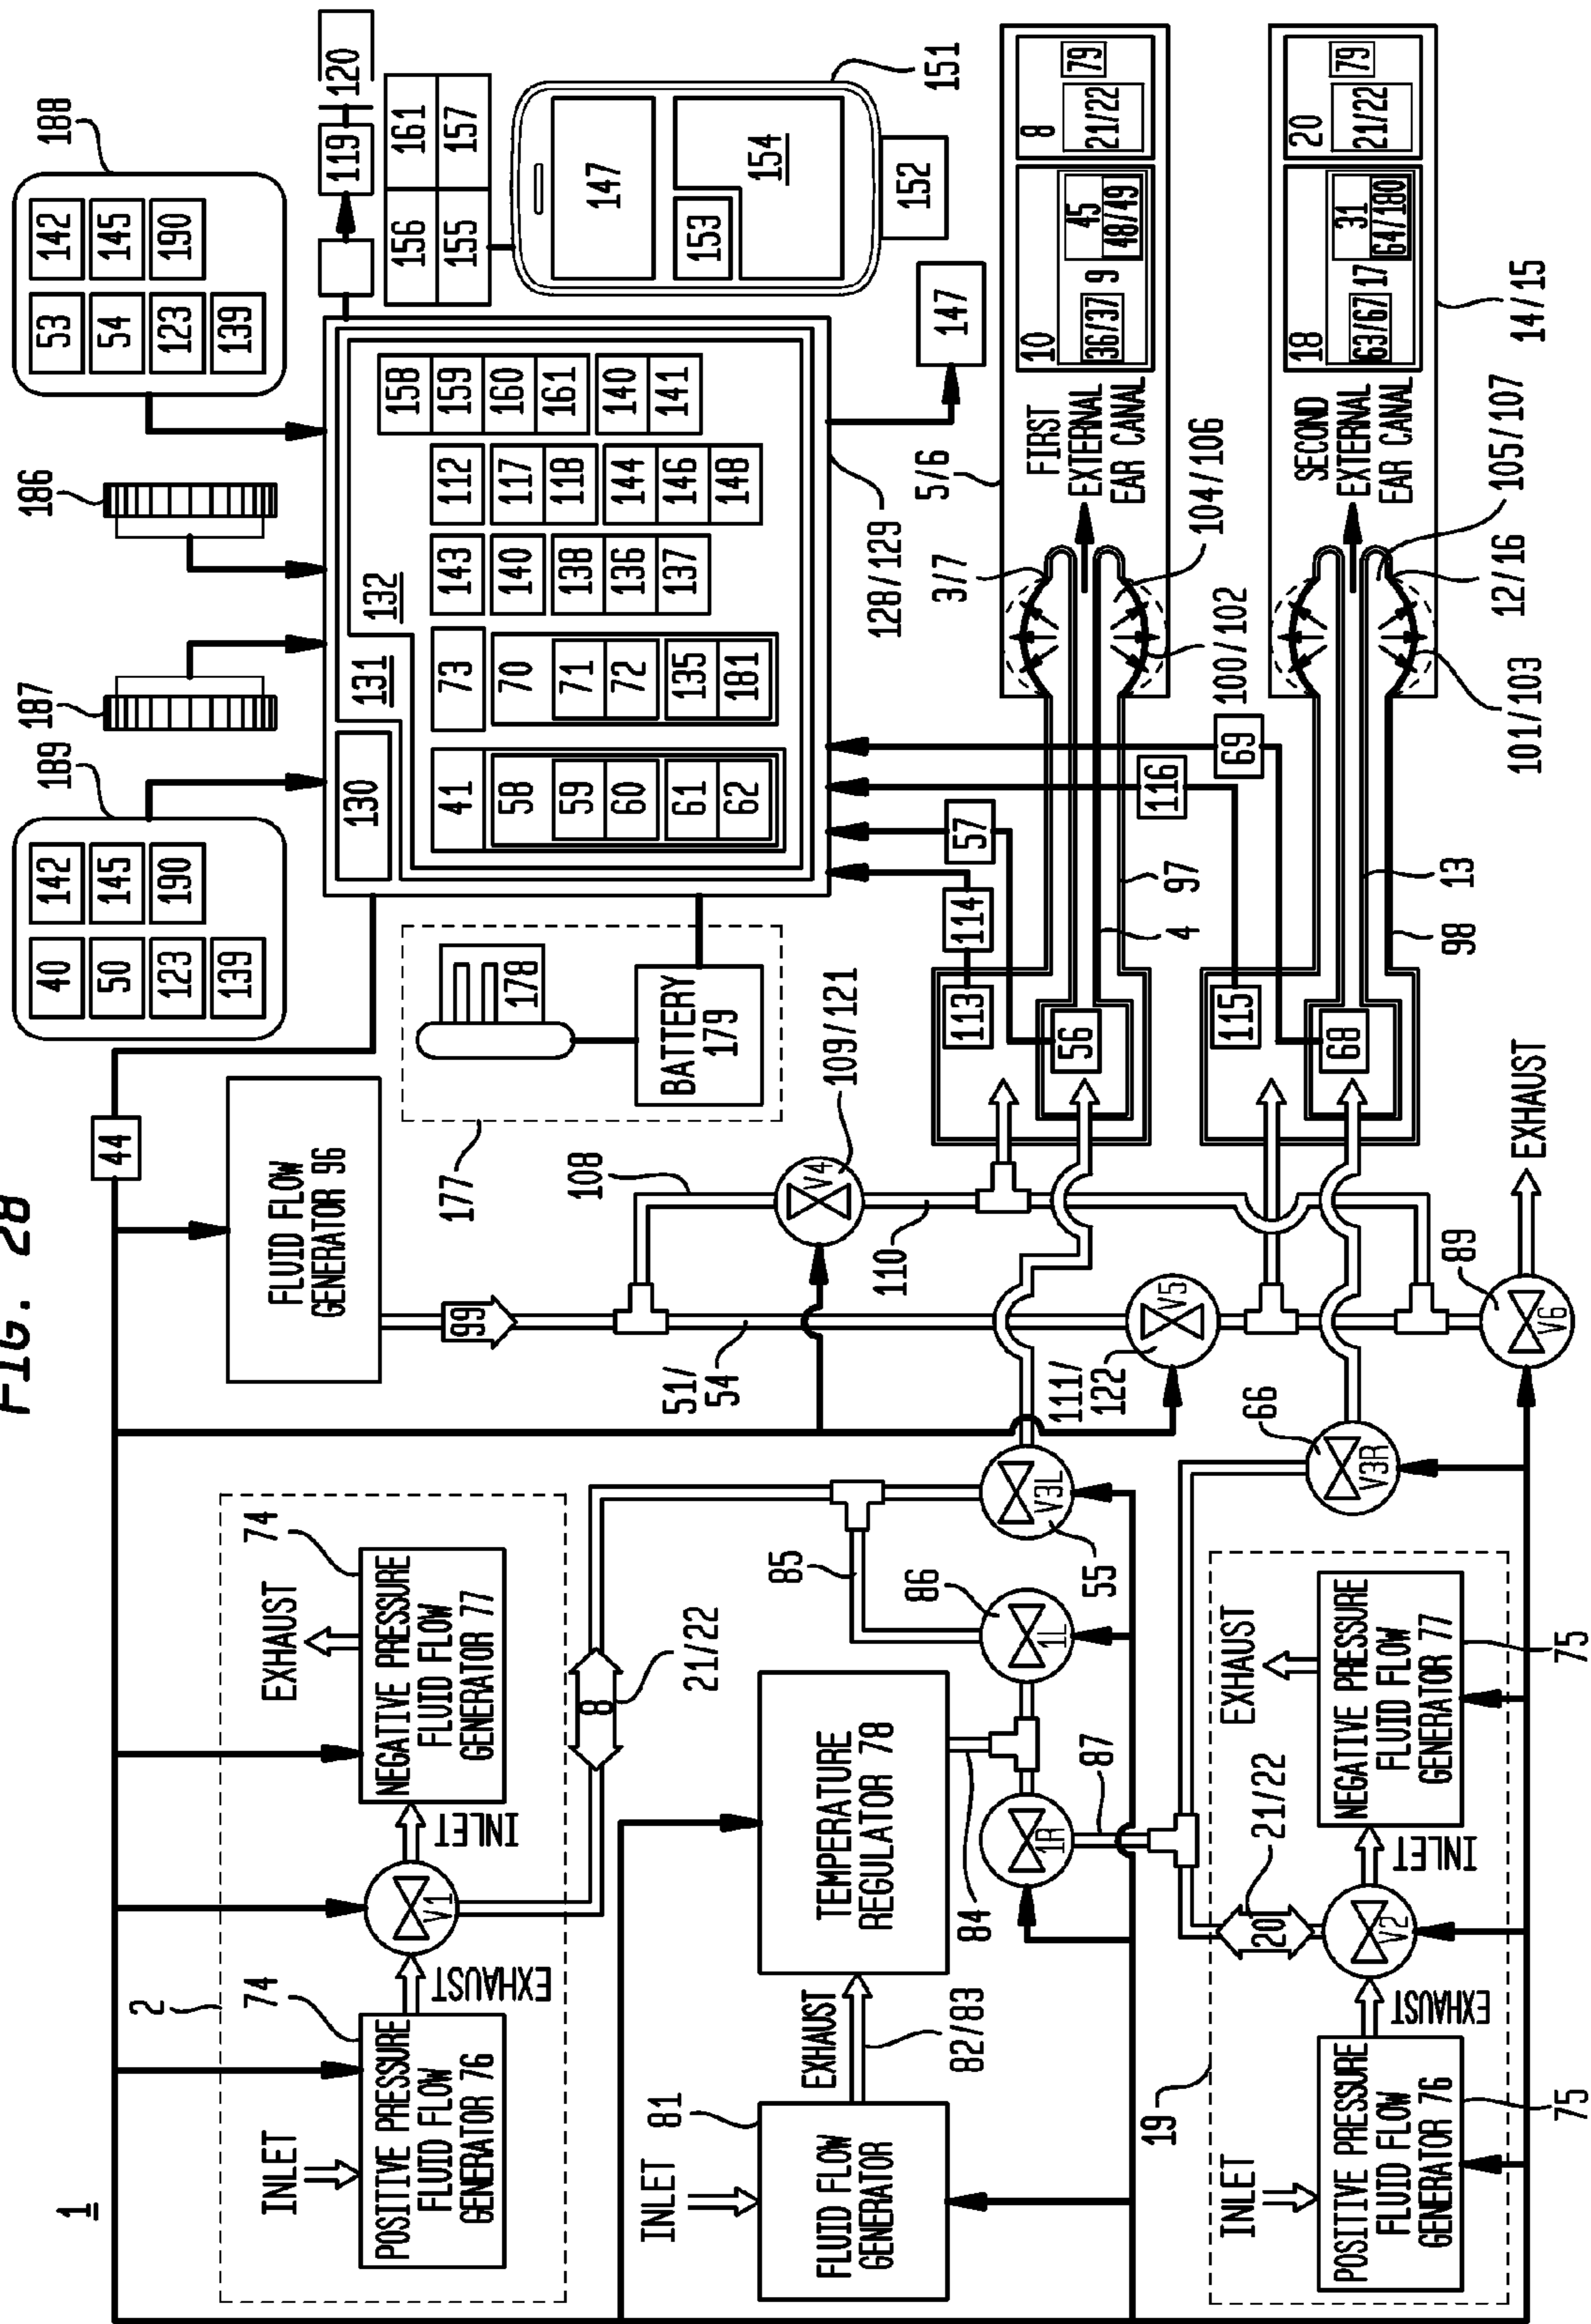 FIG. 28
1
2
INLET
74
POSITIVE PRESSURE
FLUID FLOW
GENERATOR 76
EXHAUST
V1
INLET
EXHAUST
74
NEGATIVE PRESSURE
FLUID FLOW
GENERATOR 77
8
21/22
INLET
81
FLUID FLOW
GENERATOR
EXHAUST
82/83
TEMPERATURE
REGULATOR 78
84
1R
87
1L
86
85
V3L
55
19
INLET
POSITIVE PRESSURE
FLUID FLOW
GENERATOR 76
75
EXHAUST
V2
20
21/22
INLET
EXHAUST
NEGATIVE PRESSURE
FLUID FLOW
GENERATOR 77
75
V3R
66
44
FLUID FLOW
GENERATOR 96
99
51/
54
108
V4
109/121
110
111/
122
V5
V6
89
EXHAUST
177
178
BATTERY
179
189
40
142
50
145
123
190
139
187
186
188
53
142
54
145
123
190
139
119
120
130
131
132
41
58
59
60
61
62
73
70
71
72
135
181
143
140
138
136
137
112
117
118
144
146
148
158
159
160
161
140
141
128/129
147
156
161
155
157
147
153
154
151
152
113
114
56
57
115
116
68
69
4
97
13
98
3/7
5/6
100/102
104/106
FIRST
EXTERNAL
EAR CANAL
10
36/37
9
45
48/49
8
21/22
79
101/103
12/16
105/107
14/15
SECOND
EXTERNAL
EAR CANAL
18
63/67
17
31
64/180
20
21/22
79